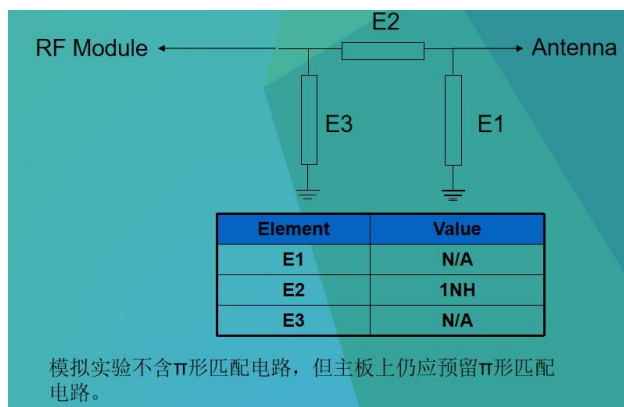 E2
RF Module
Antenna
E3
E1
Element Value
E1 N/A
E2 1NH
E3 N/A
模拟实验不含π形匹配电路，但主板上仍应预留π形匹配
电路。